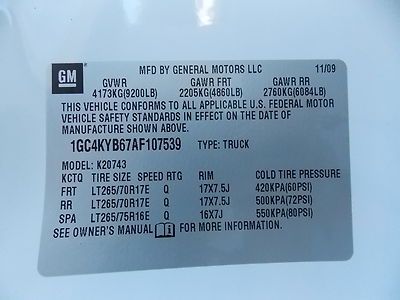 GM
MFD BY GENERAL MOTORS LLC 11/09
GVWR GAWR FRT GAWR RR
4173KG(9200LB) 2205KG(4860LB) 2760KG(6084LB)
THIS VEHICLE CONFORMS TO ALL APPLICABLE U.S. FEDERAL MOTOR
VEHICLE SAFETY STANDARDS IN EFFECT ON THE DATE OF
MANUFACTURE SHOWN ABOVE.
1GC4KYB67AF107539 TYPE: TRUCK
MODEL: K20743
KCTQ TIRE SIZE SPEED RTG RIM COLD TIRE PRESSURE
FRT LT265/70R17E Q 17X7.5J 420KPA(60PSI)
RR LT265/70R17E Q 17X7.5J 500KPA(72PSI)
SPA LT265/75R16E Q 16X7J 550KPA(80PSI)
SEE OWNER'S MANUAL i FOR MORE INFORMATION.